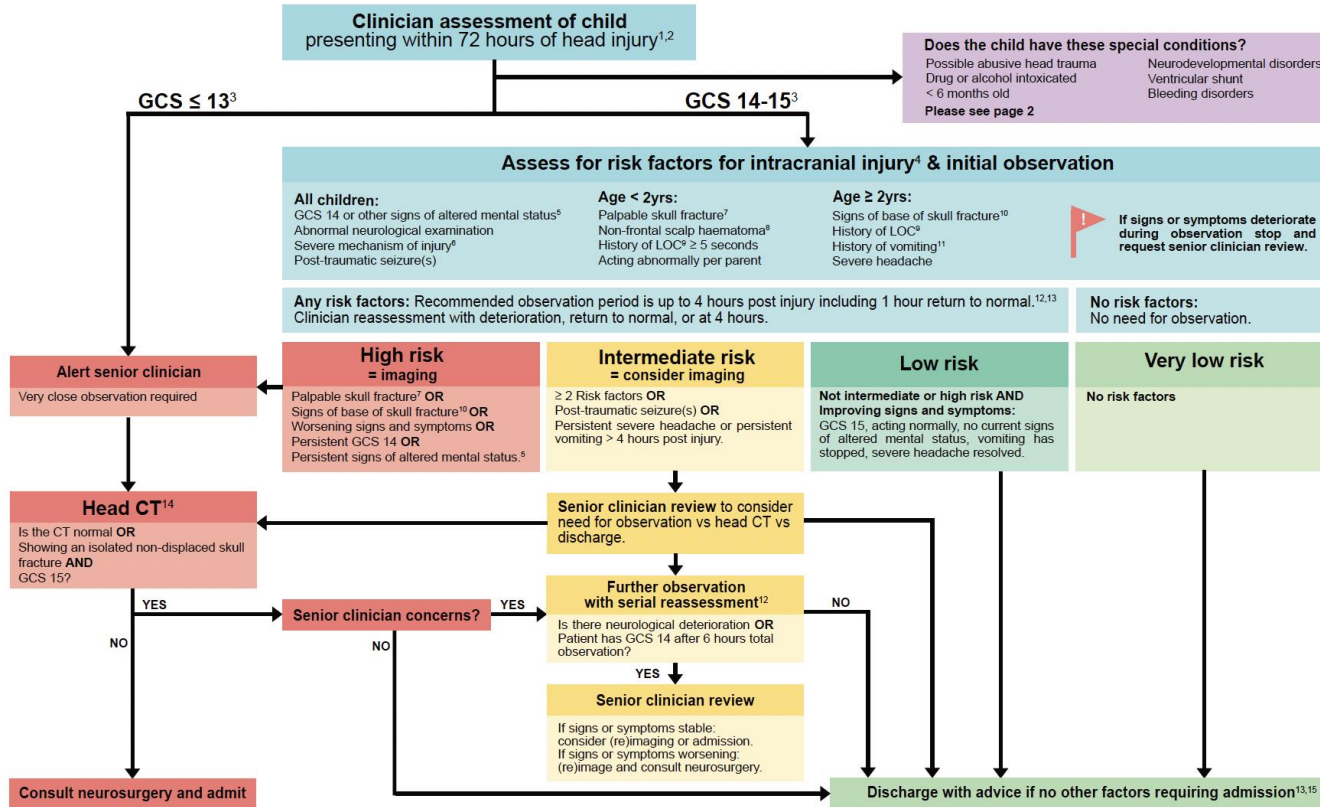 Clinician assessment of child
presenting within 72 hours of head injury1,2
Does the child have these special conditions?
Possible abusive head trauma
Drug or alcohol intoxicated
< 6 months old
Neurodevelopmental disorders
Ventricular shunt
Bleeding disorders
Please see page 2
GCS ≤ 13³
GCS 14-15³
Assess for risk factors for intracranial injury⁴ & initial observation
All children:
GCS 14 or other signs of altered mental status⁵
Abnormal neurological examination
Severe mechanism of injury⁶
Post-traumatic seizure(s)
Age < 2yrs:
Palpable skull fracture⁷
Non-frontal scalp haematoma⁸
History of LOC⁹ ≥ 5 seconds
Acting abnormally per parent
Age ≥ 2yrs:
Signs of base of skull fracture¹⁰
History of LOC⁹
History of vomiting¹¹
Severe headache
!
If signs or symptoms deteriorate
during observation stop and
request senior clinician review.
Any risk factors: Recommended observation period is up to 4 hours post injury including 1 hour return to normal.12,13
Clinician reassessment with deterioration, return to normal, or at 4 hours.
No risk factors:
No need for observation.
Alert senior clinician
Very close observation required
High risk
= imaging
Palpable skull fracture⁷ OR
Signs of base of skull fracture¹⁰ OR
Worsening signs and symptoms OR
Persistent GCS 14 OR
Persistent signs of altered mental status.⁵
Intermediate risk
= consider imaging
≥ 2 Risk factors OR
Post-traumatic seizure(s) OR
Persistent severe headache or persistent
vomiting > 4 hours post injury.
Low risk
Not intermediate or high risk AND
Improving signs and symptoms:
GCS 15, acting normally, no current signs
of altered mental status, vomiting has
stopped, severe headache resolved.
Very low risk
No risk factors
Head CT¹⁴
Is the CT normal OR
Showing an isolated non-displaced skull
fracture AND
GCS 15?
Senior clinician review to consider
need for observation vs head CT vs
discharge.
YES
NO
Senior clinician concerns?
YES
NO
Further observation
with serial reassessment¹²
Is there neurological deterioration OR
Patient has GCS 14 after 6 hours total
observation?
NO
YES
Senior clinician review
If signs or symptoms stable:
consider (re)imaging or admission.
If signs or symptoms worsening:
(re)image and consult neurosurgery.
Consult neurosurgery and admit
Discharge with advice if no other factors requiring admission13,15